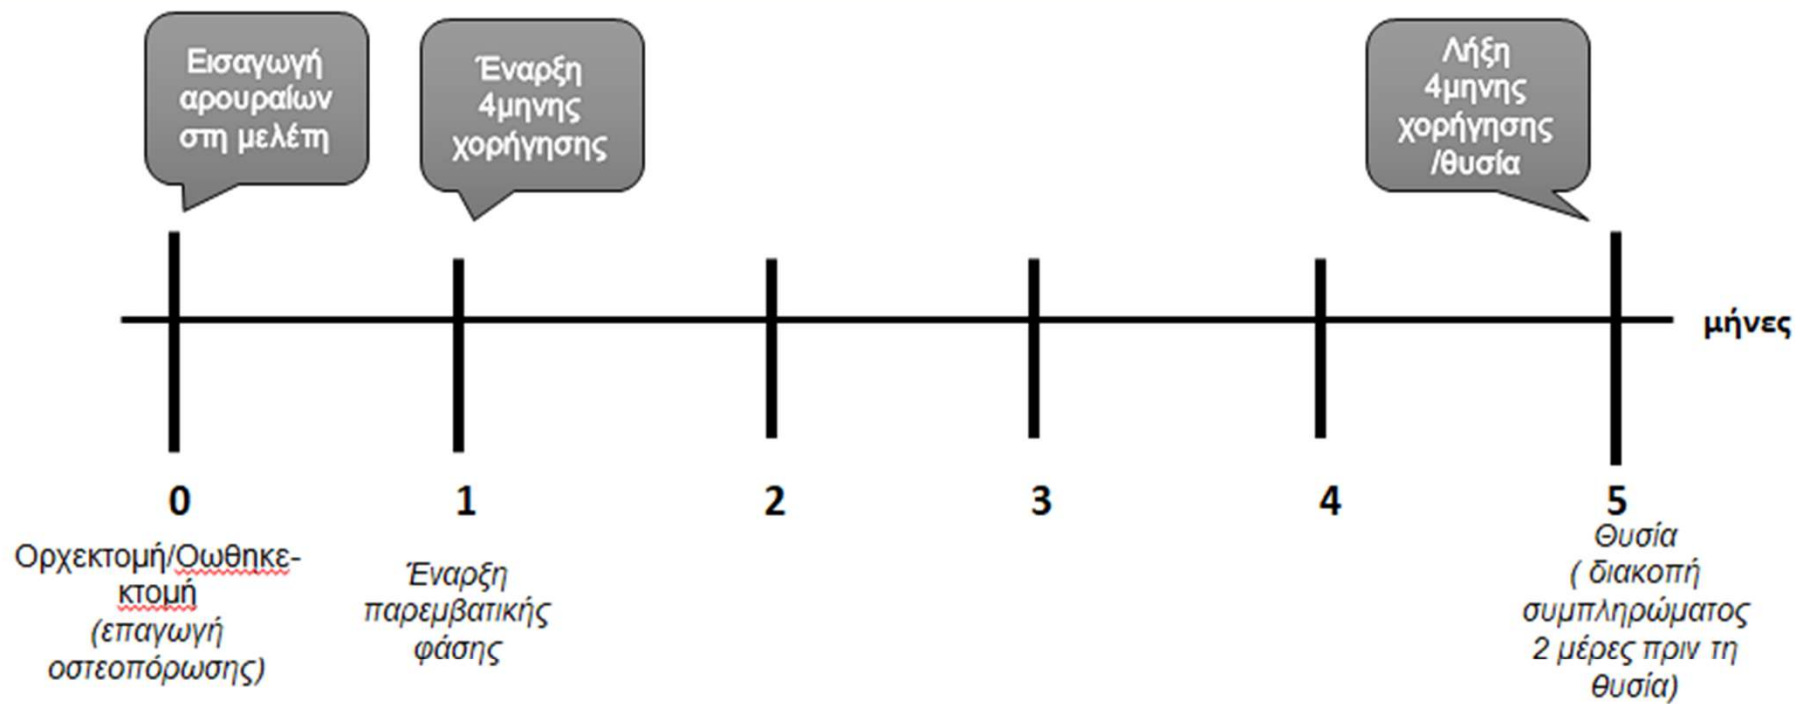 Εισαγωγή
αρουραίων
στη μελέτη
Έναρξη
4μηνης
χορήγησης
Λήξη
4μηνης
χορήγησης
/θυσία
μήνες
0
1
2
3
4
5
Ορχεκτομή/Οωθηκε-
κτομή
(επαγωγή
οστεοπόρωσης)
Έναρξη
παρεμβατικής
φάσης
Θυσία
( διακοπή
συμπληρώματος
2 μέρες πριν τη
θυσία)